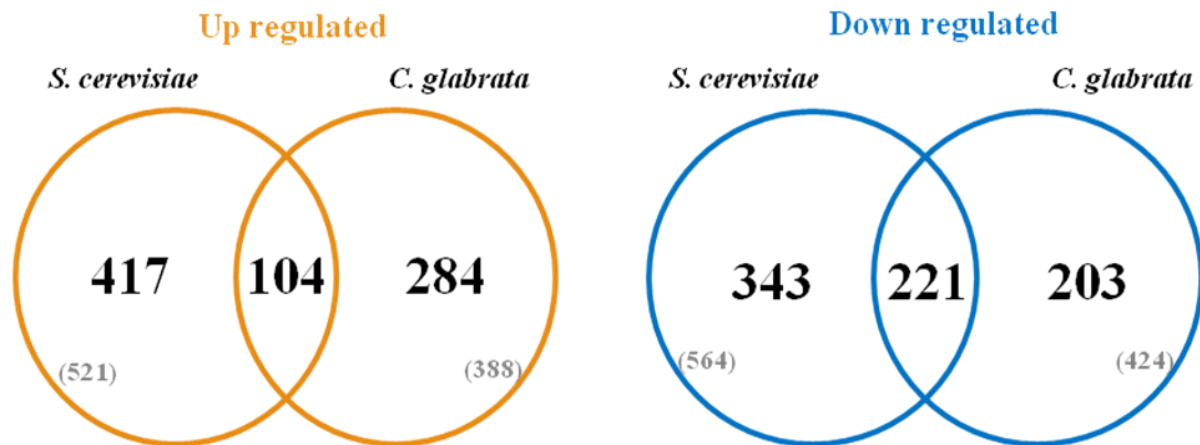 Up regulated
S. cerevisiae C. glabrata
417 104 284
(521) (388)
Down regulated
S. cerevisiae C. glabrata
343 221 203
(564) (424)